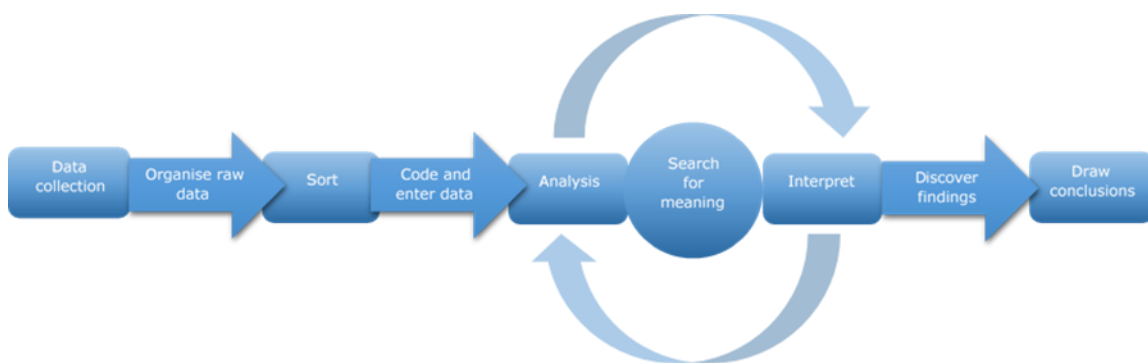 Data
collection
Organise raw
data
Sort
Code and
enter data
Analysis
Search
for
meaning
Interpret
Discover
findings
Draw
conclusions